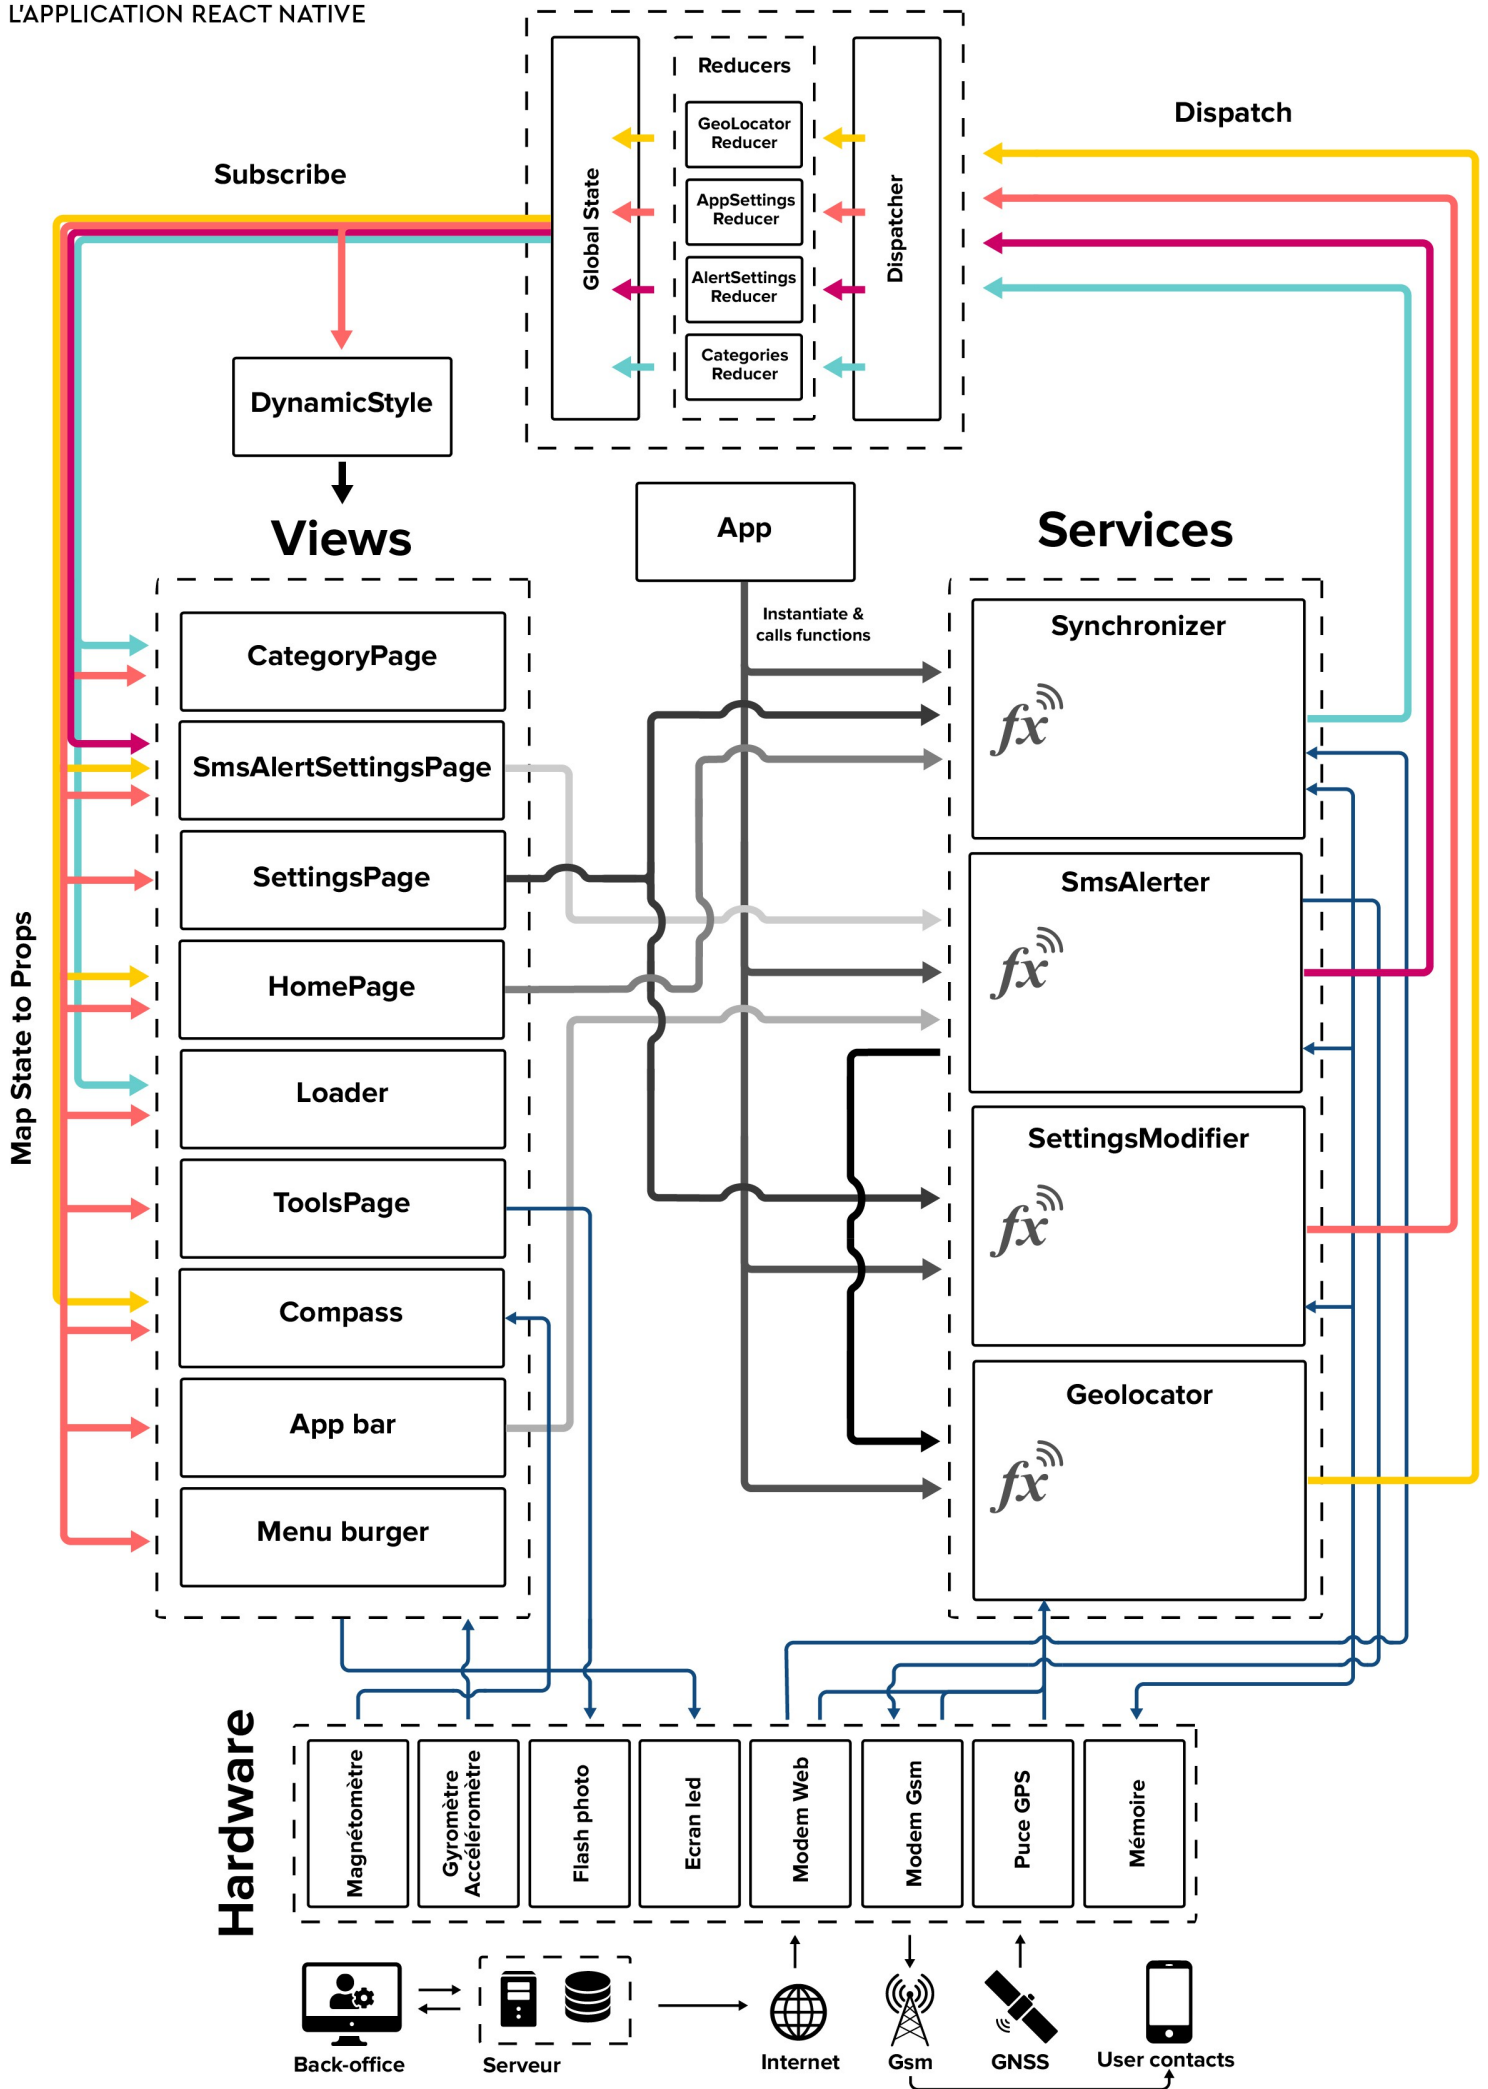 L'APPLICATION REACT NATIVE
Reducers
GeoLocator
Reducer
AppSettings
Reducer
AlertSettings
Reducer
Categories
Reducer
Global State
Dispatcher
Dispatch
Subscribe
DynamicStyle
Views
App
Services
Instantiate &
calls functions
Map State to Props
CategoryPage
SmsAlertSettingsPage
SettingsPage
HomePage
Loader
ToolsPage
Compass
App bar
Menu burger
Synchronizer
fx
SmsAlerter
fx
SettingsModifier
fx
Geolocator
fx
Hardware
Magnétomètre
Gyromètre
Accéléromètre
Flash photo
Ecran led
Modem Web
Modem Gsm
Puce GPS
Mémoire
Back-office
Serveur
Internet
Gsm
GNSS
User contacts